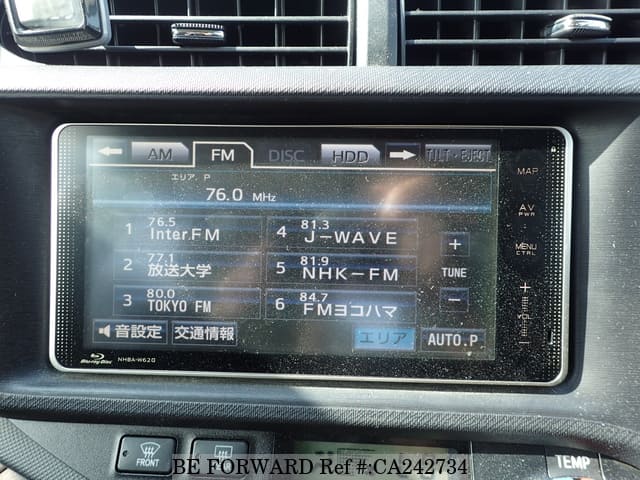 AM FM DISC HDD TILT・EJECT
エリア. P
76.0 MHz
MAP
AV
PWR
MENU
CTRL
1 76.5 Inter.FM
2 77.1 放送大学
3 80.0 TOKYO FM
4 81.3 J-WAVE
5 81.9 NHK-FM
6 84.7 FMヨコハマ
+
TUNE
-
音設定 交通情報 エリア AUTO.P
Blu-ray Disc NHBA-W62G
FRONT
TEMP
BE FORWARD Ref #:CA242734